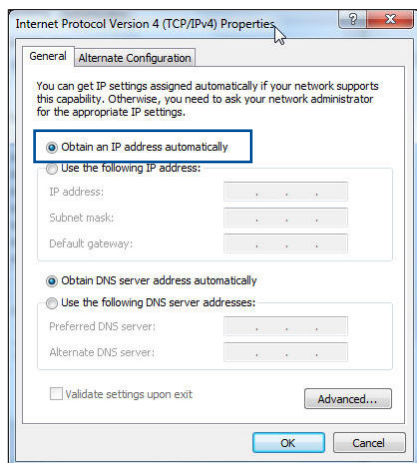 Internet Protocol Version 4 (TCP/IPv4) Properties
General
Alternate Configuration
You can get IP settings assigned automatically if your network supports
this capability. Otherwise, you need to ask your network administrator
for the appropriate IP settings.
Obtain an IP address automatically
Use the following IP address:
IP address:
Subnet mask:
Default gateway:
Obtain DNS server address automatically
Use the following DNS server addresses:
Preferred DNS server:
Alternate DNS server:
Validate settings upon exit
Advanced...
OK
Cancel